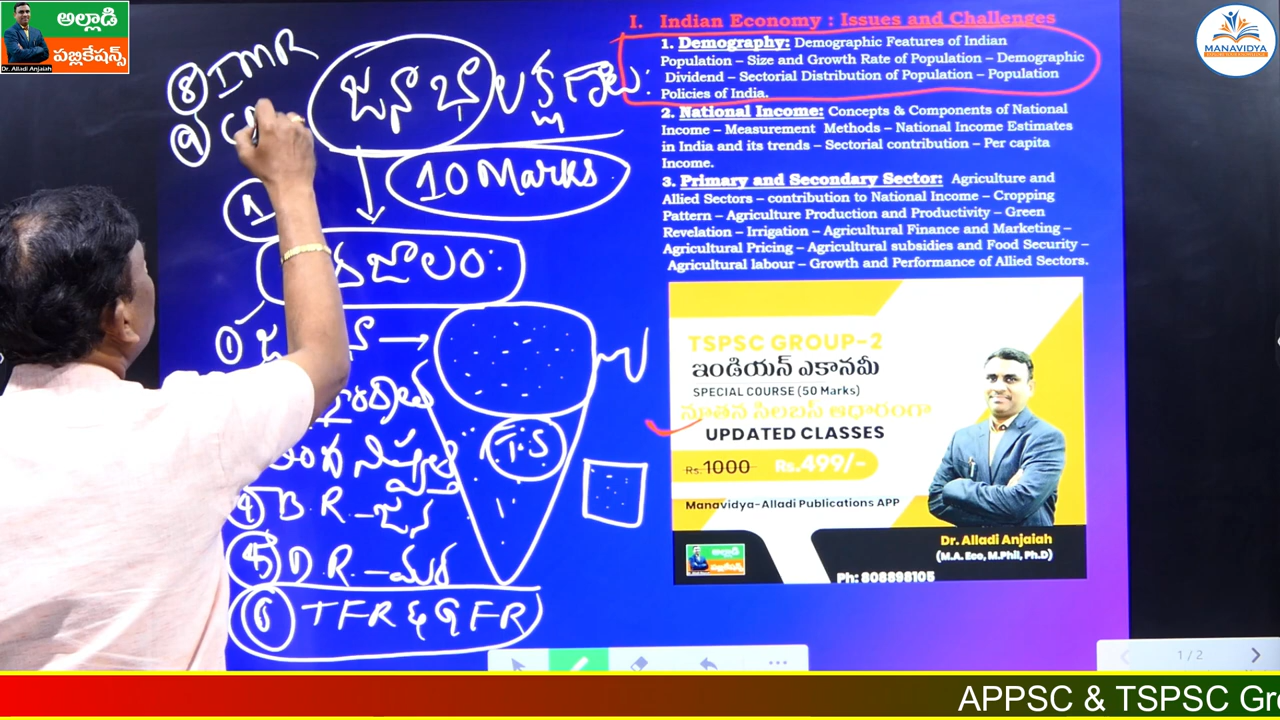 అల్లాడి
పబ్లికేషన్స్
Dr. Alladi Anjaiah
MANAVIDYA
I. Indian Economy : Issues and Challenges
1. Demography: Demographic Features of Indian
Population – Size and Growth Rate of Population – Demographic
Dividend – Sectorial Distribution of Population – Population
Policies of India.
2. National Income: Concepts & Components of National
Income – Measurement Methods – National Income Estimates
in India and its trends – Sectorial contribution – Per capita
Income.
3. Primary and Secondary Sector: Agriculture and
Allied Sectors – contribution to National Income – Cropping
Pattern – Agriculture Production and Productivity – Green
Revelation – Irrigation – Agricultural Finance and Marketing –
Agricultural Pricing – Agricultural subsidies and Food Security –
Agricultural labour – Growth and Performance of Allied Sectors.
⑧ IMR
⑨
జనాభా లక్షణాలు:
10 Marks
①
T.S
④ B.R. –
⑤ D.R. –
⑥ TFR & GFR
TSPSC GROUP-2
ఇండియన్ ఎకానమీ
SPECIAL COURSE (50 Marks)
నూతన సిలబస్ ఆధారంగా
UPDATED CLASSES
Rs.1000 Rs.499/-
Manavidya-Alladi Publications APP
Dr. Alladi Anjaiah
(M.A. Eco, M.Phil, Ph.D)
అల్లాడి
పబ్లికేషన్స్
Ph: 808898105
1 / 2
APPSC & TSPSC Gr